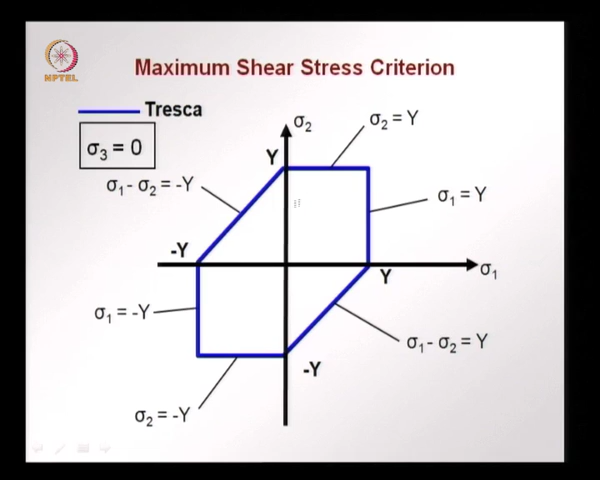 NPTEL
Maximum Shear Stress Criterion
Tresca
σ₃ = 0
σ₂
σ₂ = Y
Y
σ₁ - σ₂ = -Y
σ₁ = Y
-Y
Y
σ₁
σ₁ = -Y
σ₁ - σ₂ = Y
-Y
σ₂ = -Y